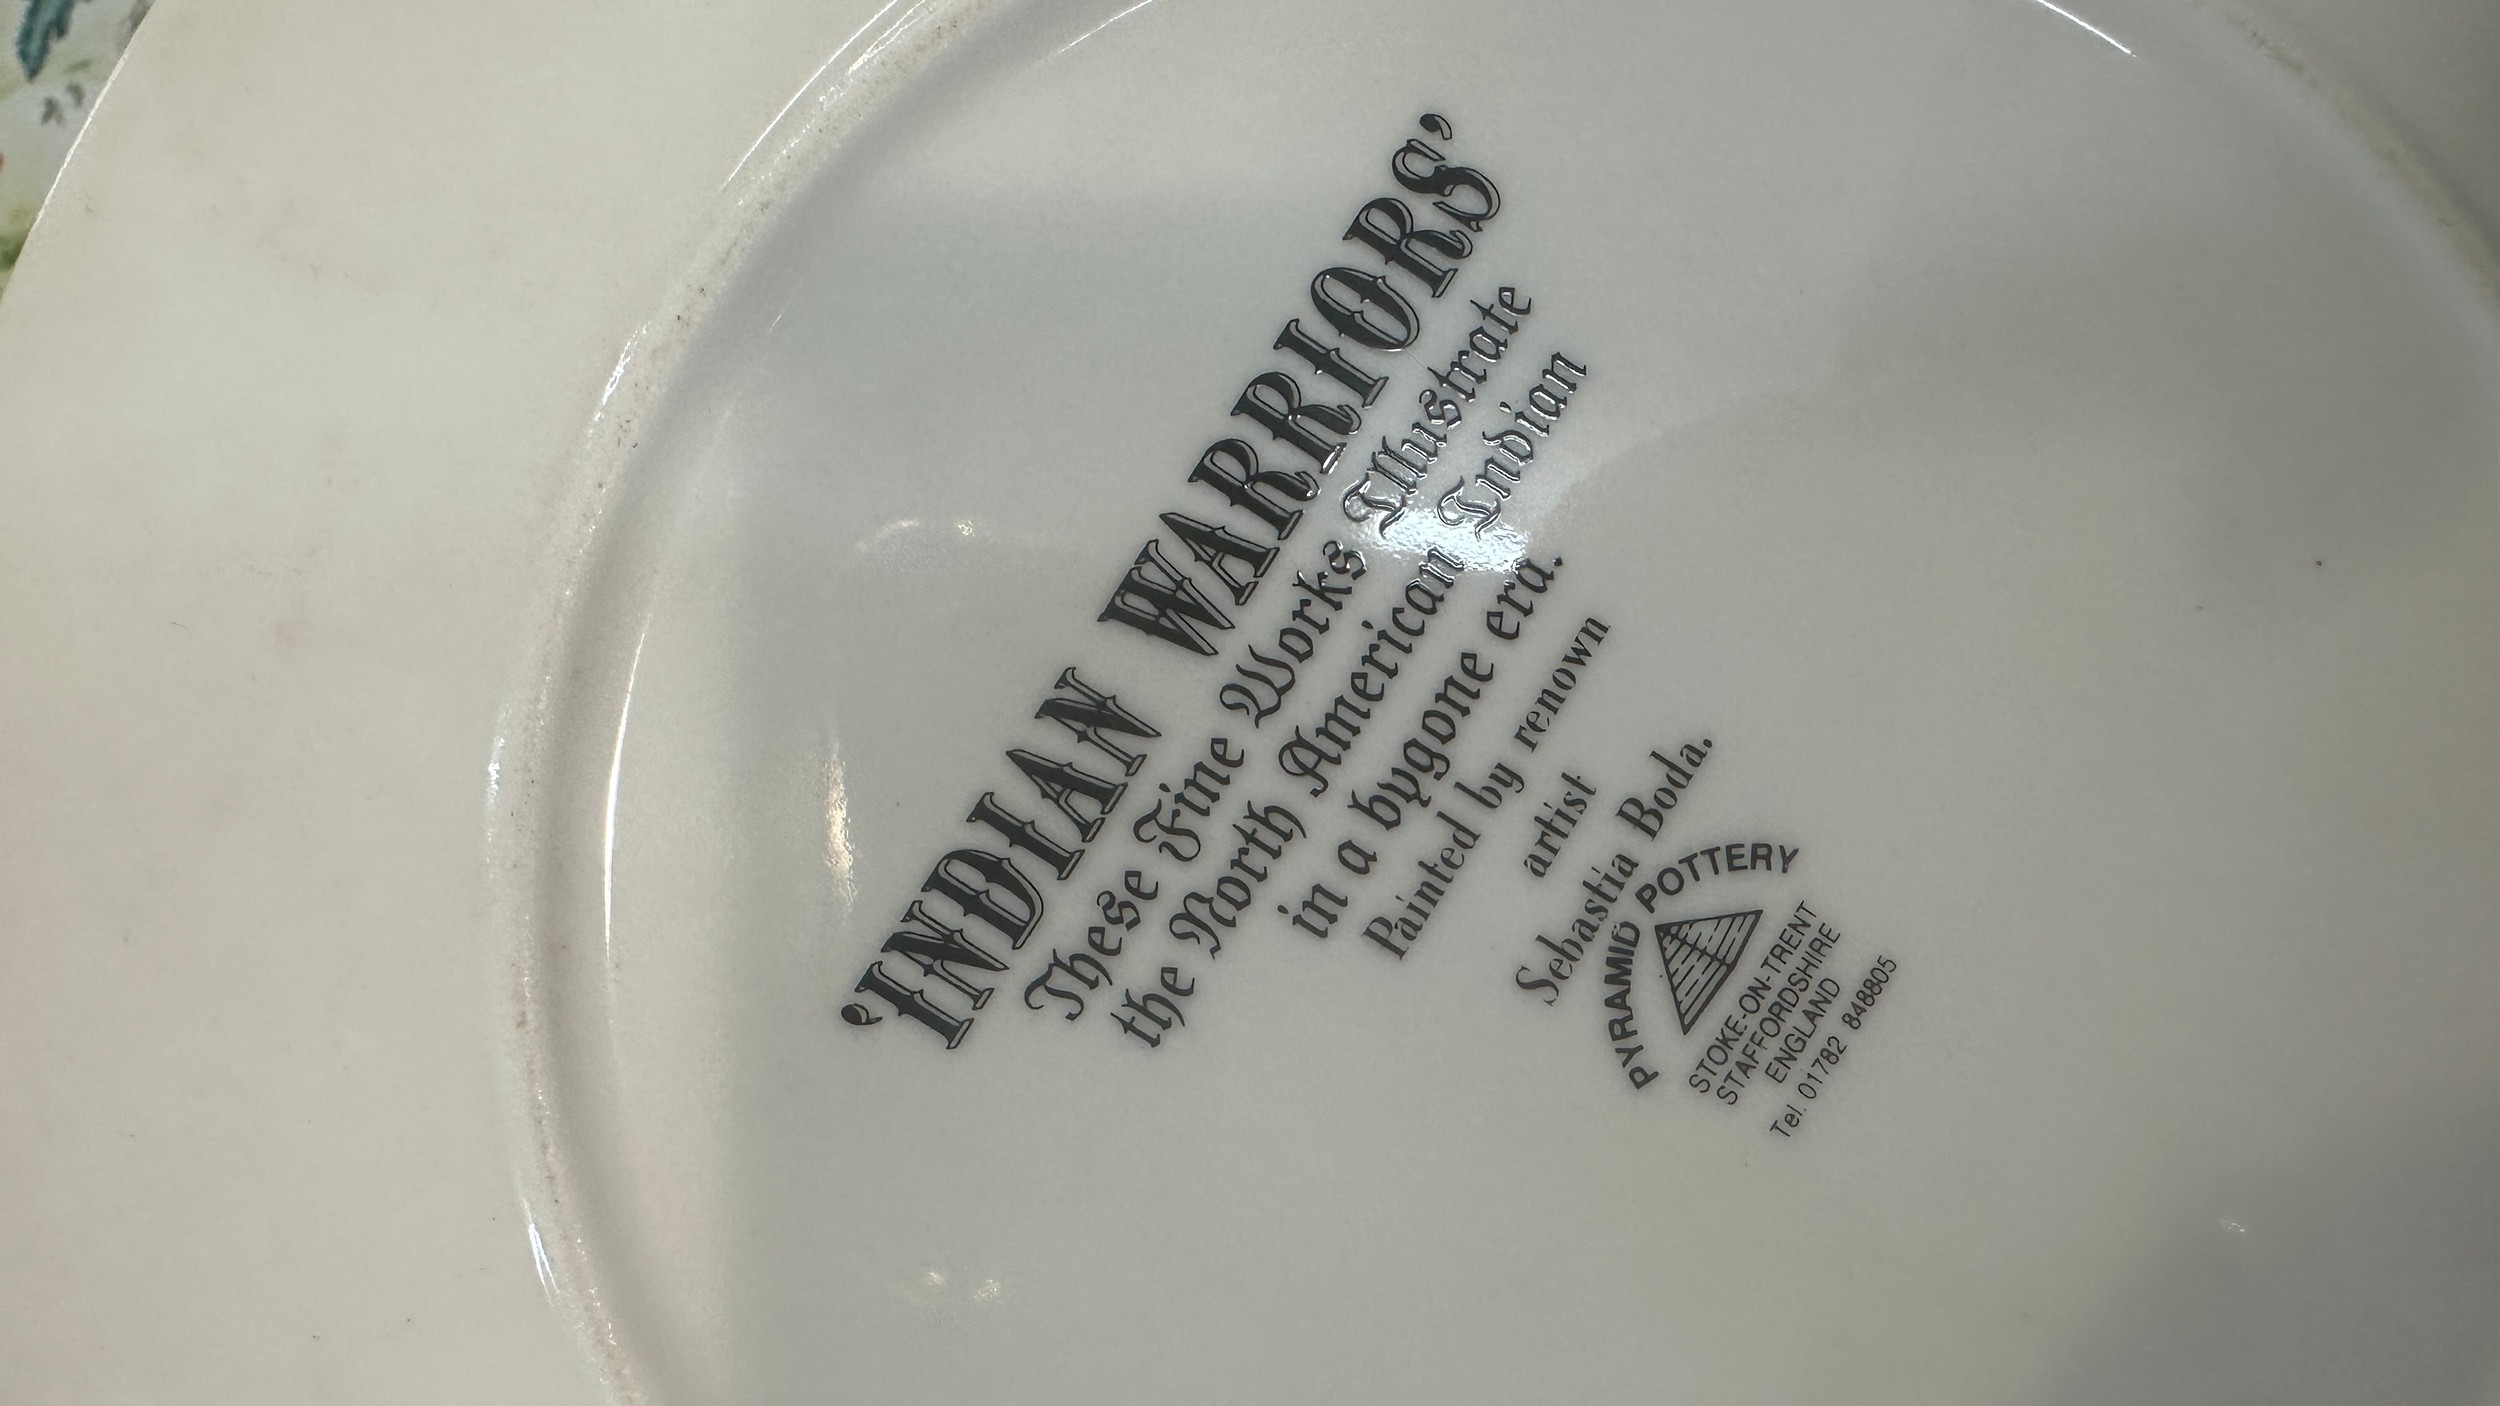 'INDIAN WARRIORS'
These Fine Works Illustrate
the North American Indian
in a bygone era.
Painted by renown
artist
Sebastia Boda.
PYRAMID POTTERY
STOKE-ON-TRENT
STAFFORDSHIRE
ENGLAND
Tel. 01782 848805